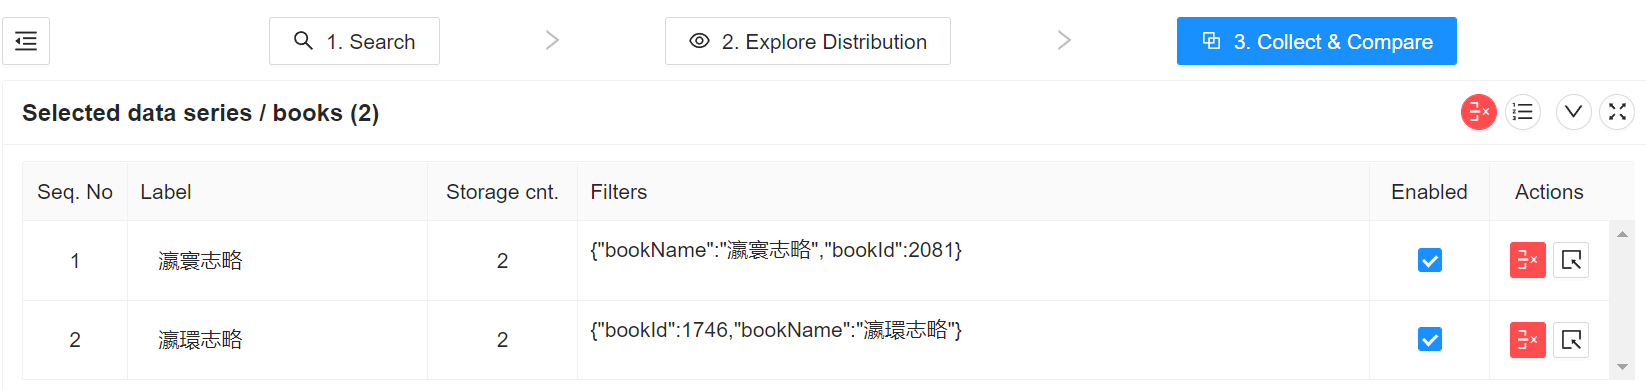 1. Search
2. Explore Distribution
3. Collect & Compare
Selected data series / books (2)
Seq. No Label Storage cnt. Filters Enabled Actions
1 瀛寰志略 2 {"bookName":"瀛寰志略","bookId":2081}
2 瀛環志略 2 {"bookId":1746,"bookName":"瀛環志略"}